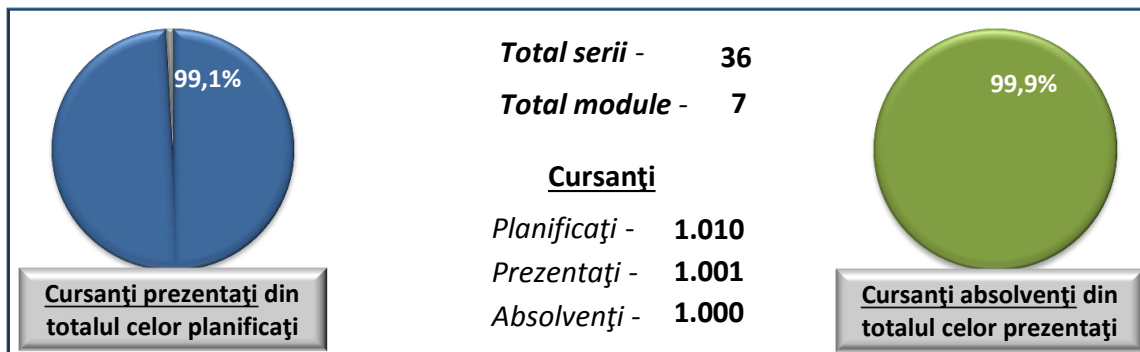 99,1%
Cursanţi prezentaţi din
totalul celor planificaţi
Total serii - 36
Total module - 7
Cursanţi
Planificaţi - 1.010
Prezentaţi - 1.001
Absolvenţi - 1.000
99,9%
Cursanţi absolvenţi din
totalul celor prezentaţi